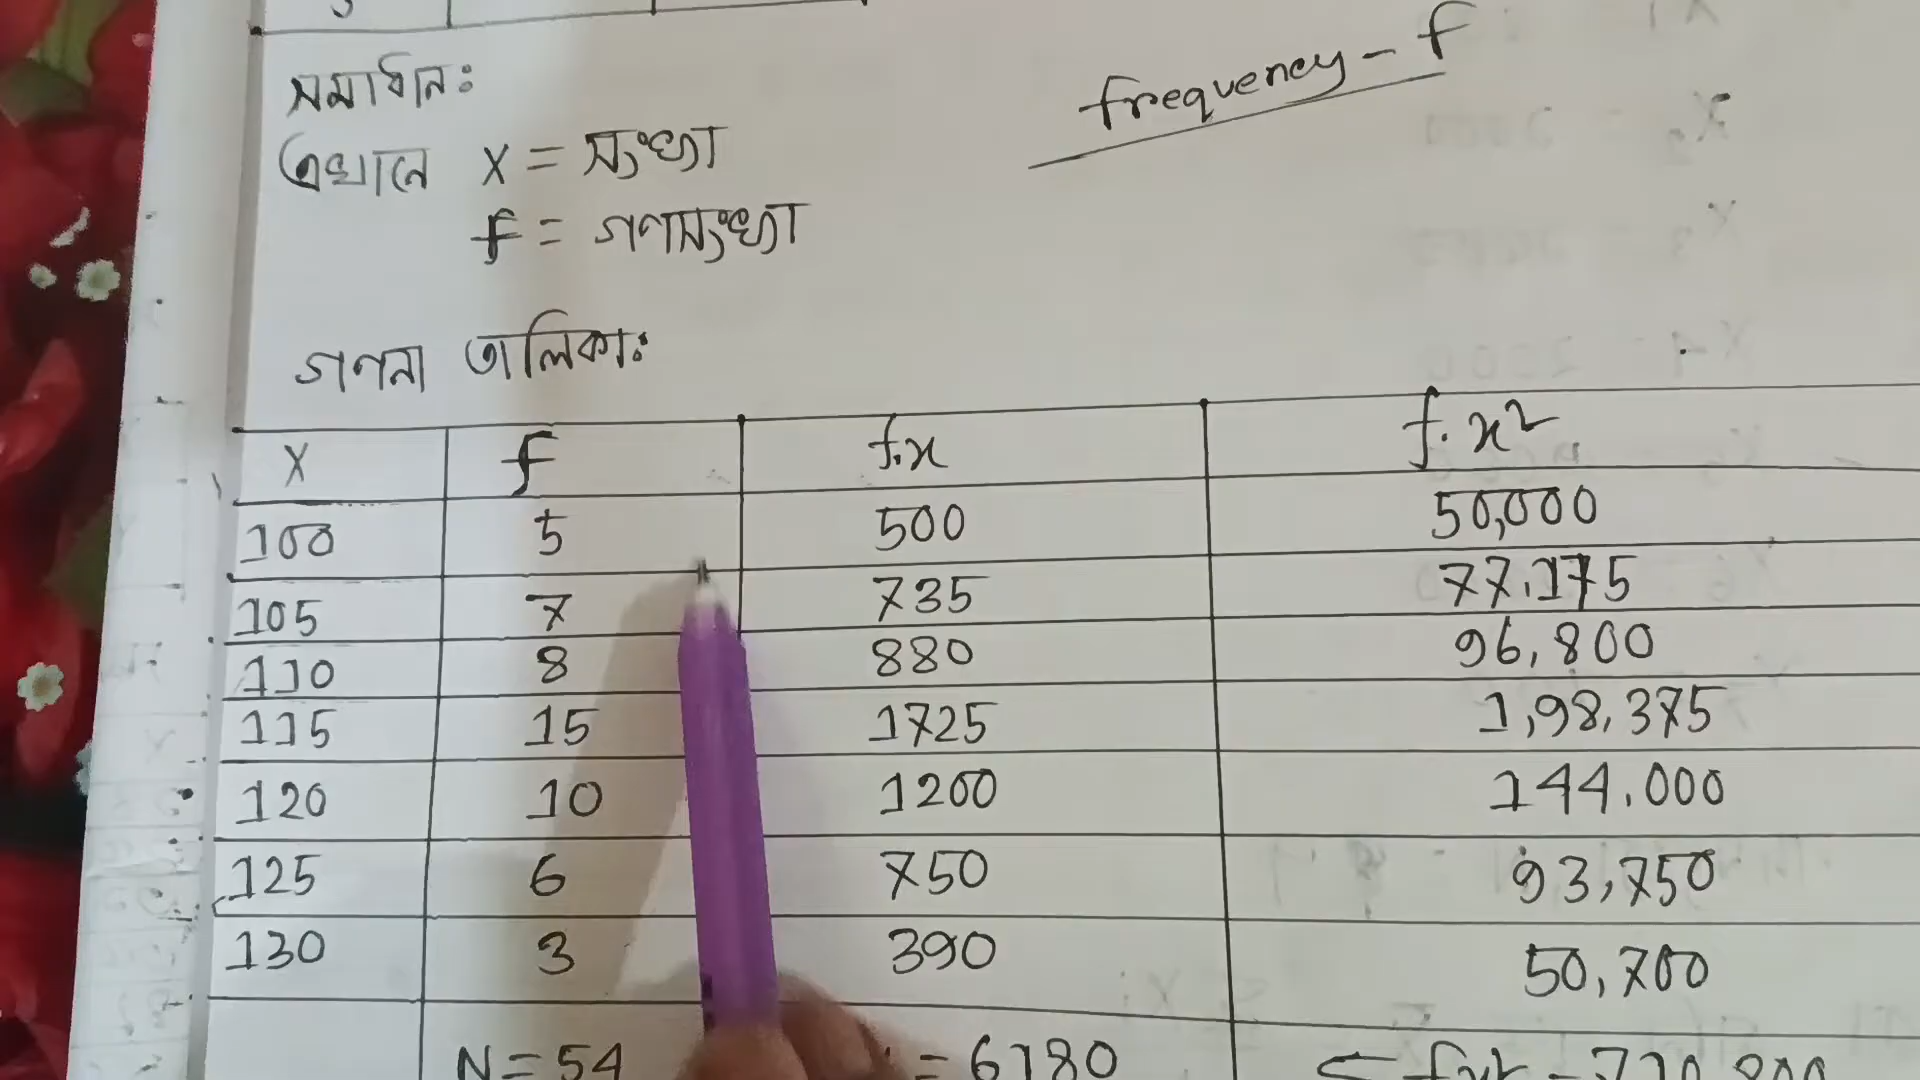 frequency - f
সমাধানঃ
এখানে X = সংখ্যা
f = গণসংখ্যা
গণনা তালিকাঃ
X f f.x f.x²
100 5 500 50,000
105 7 735 77.175
110 8 880 96,800
115 15 1725 1,98,375
120 10 1200 144.000
125 6 750 93,750
130 3 390 50,700
N = 54 = 6180